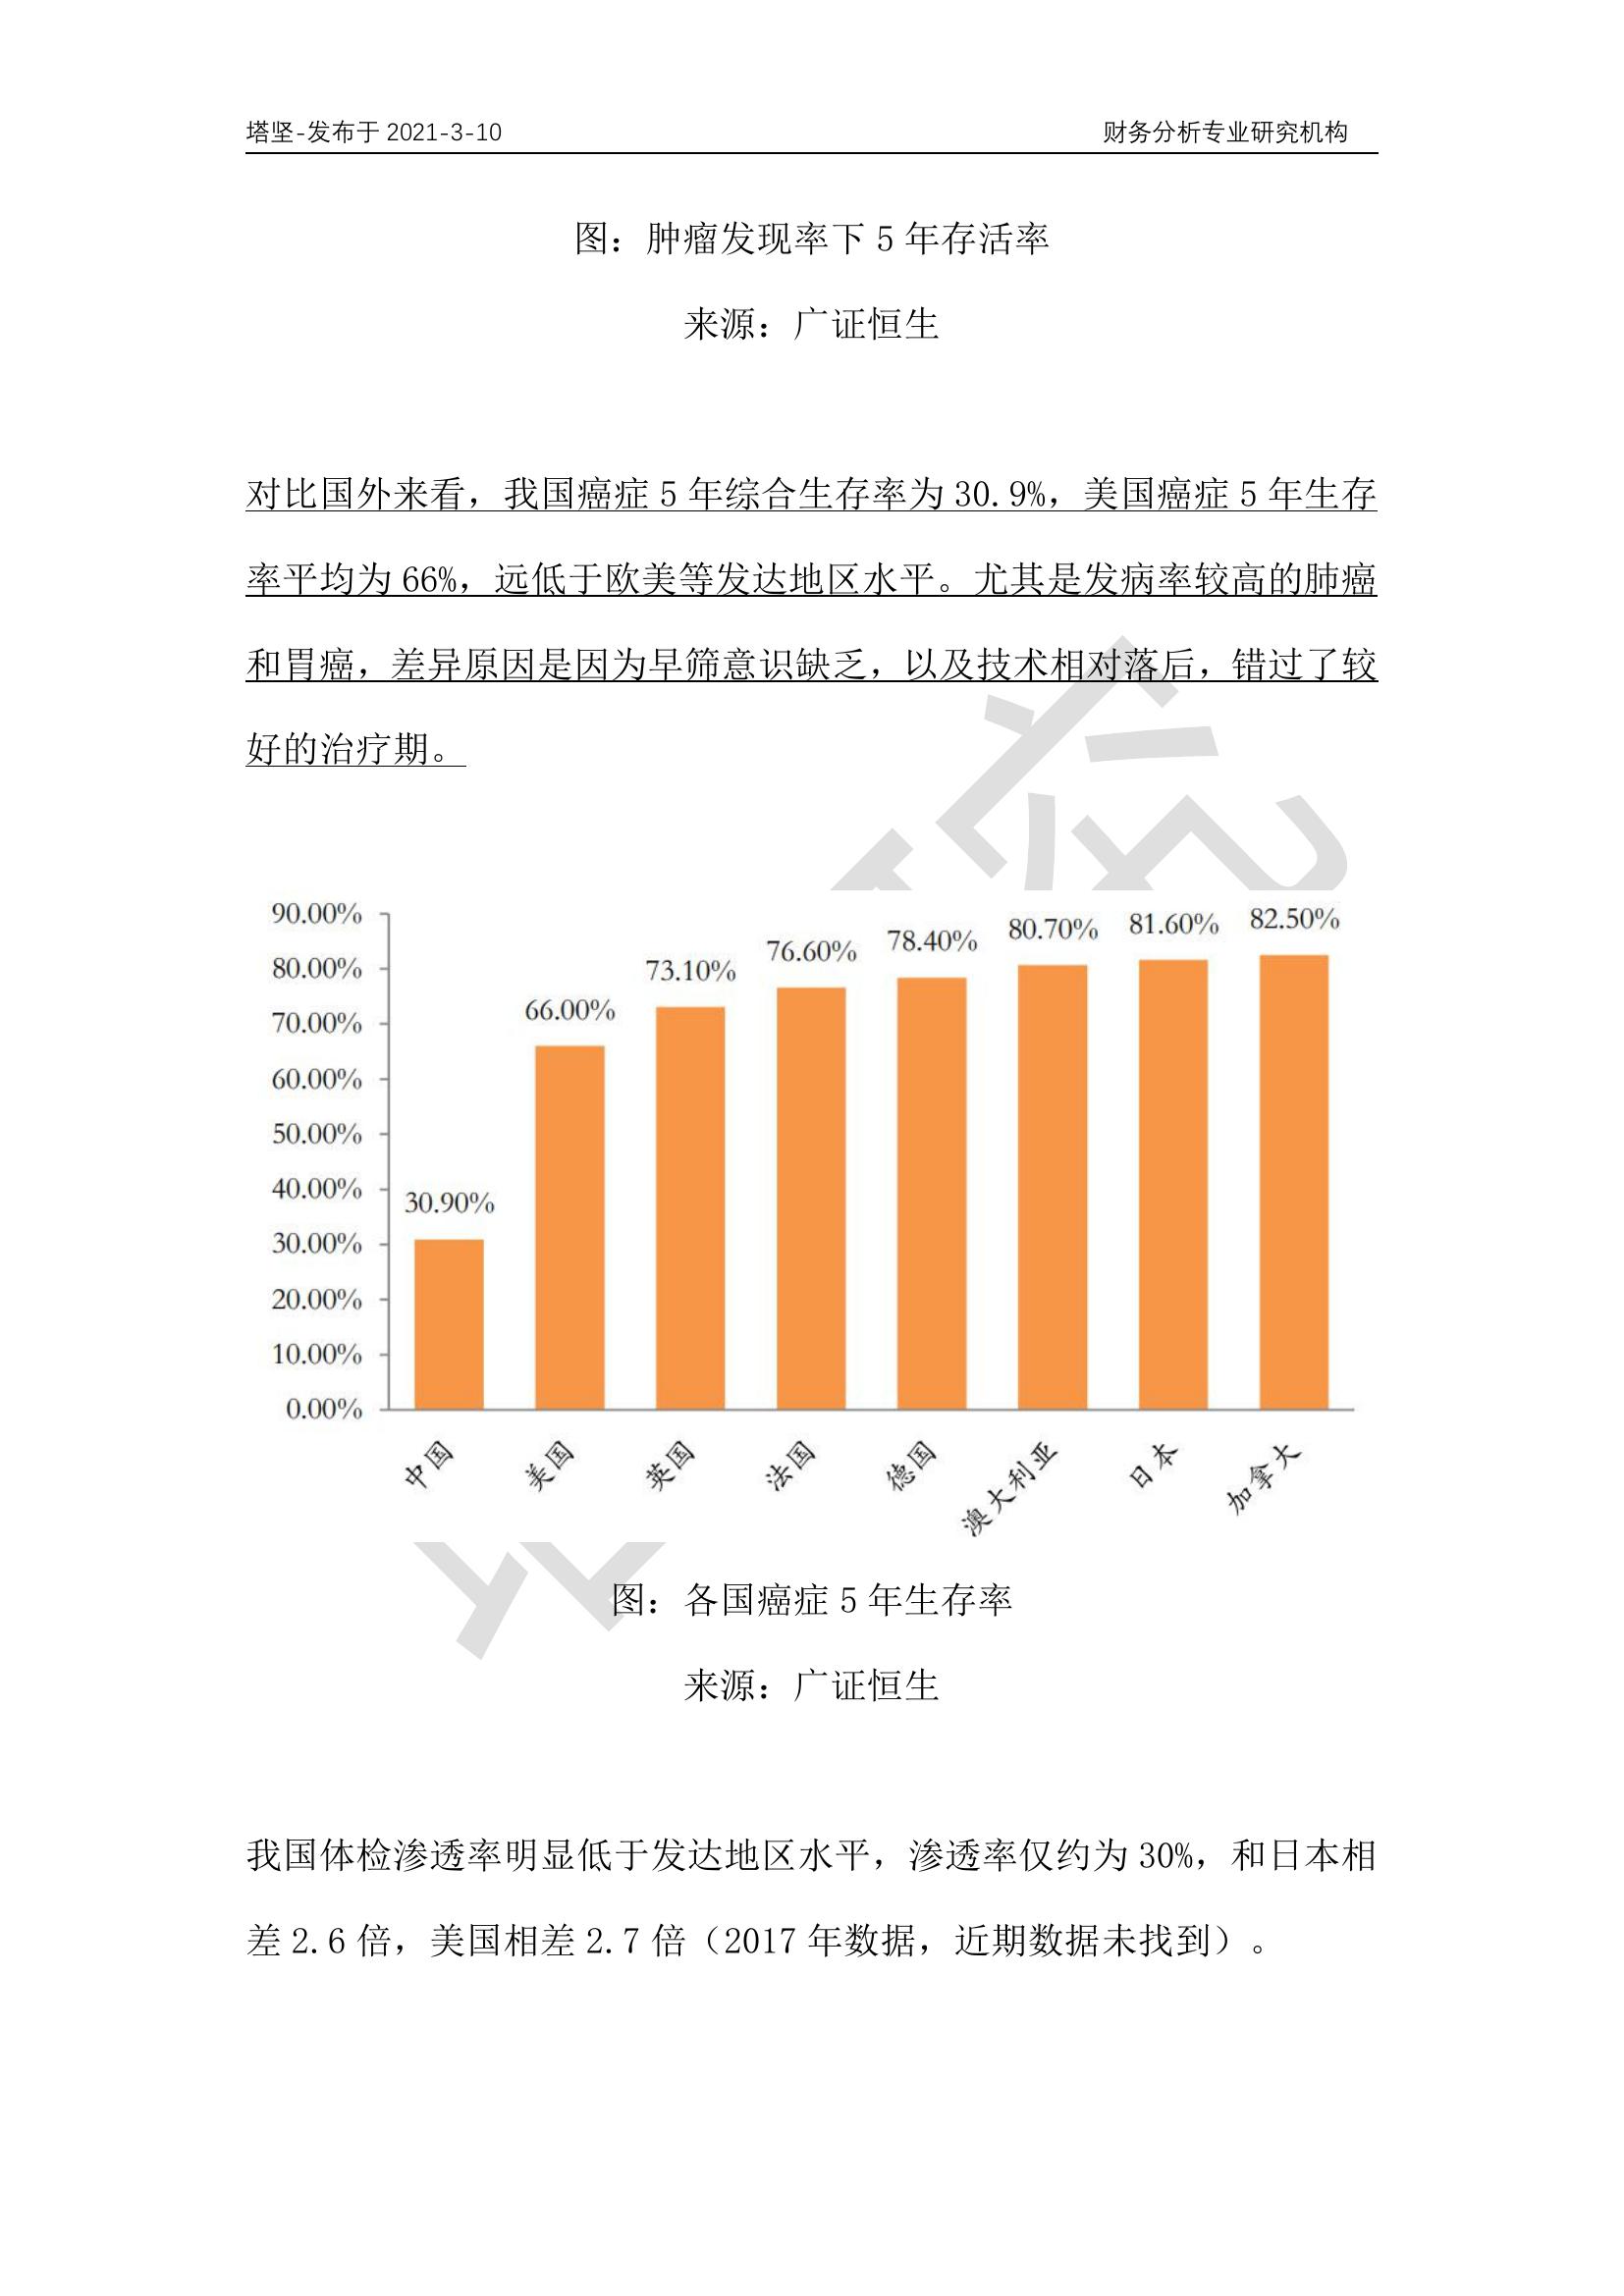 塔坚-发布于 2021-3-10 财务分析专业研究机构
图：肿瘤发现率下 5 年存活率
来源：广证恒生
对比国外来看，我国癌症 5 年综合生存率为 30.9%，美国癌症 5 年生存
率平均为 66%，远低于欧美等发达地区水平。尤其是发病率较高的肺癌
和胃癌，差异原因是因为早筛意识缺乏，以及技术相对落后，错过了较
好的治疗期。
90.00%
80.00%
70.00%
60.00%
50.00%
40.00%
30.00%
20.00%
10.00%
0.00%
30.90%
66.00%
73.10%
76.60%
78.40%
80.70%
81.60%
82.50%
中国
美国
英国
法国
德国
澳大利亚
日本
加拿大
图：各国癌症 5 年生存率
来源：广证恒生
我国体检渗透率明显低于发达地区水平，渗透率仅约为 30%，和日本相
差 2.6 倍，美国相差 2.7 倍（2017 年数据，近期数据未找到）。